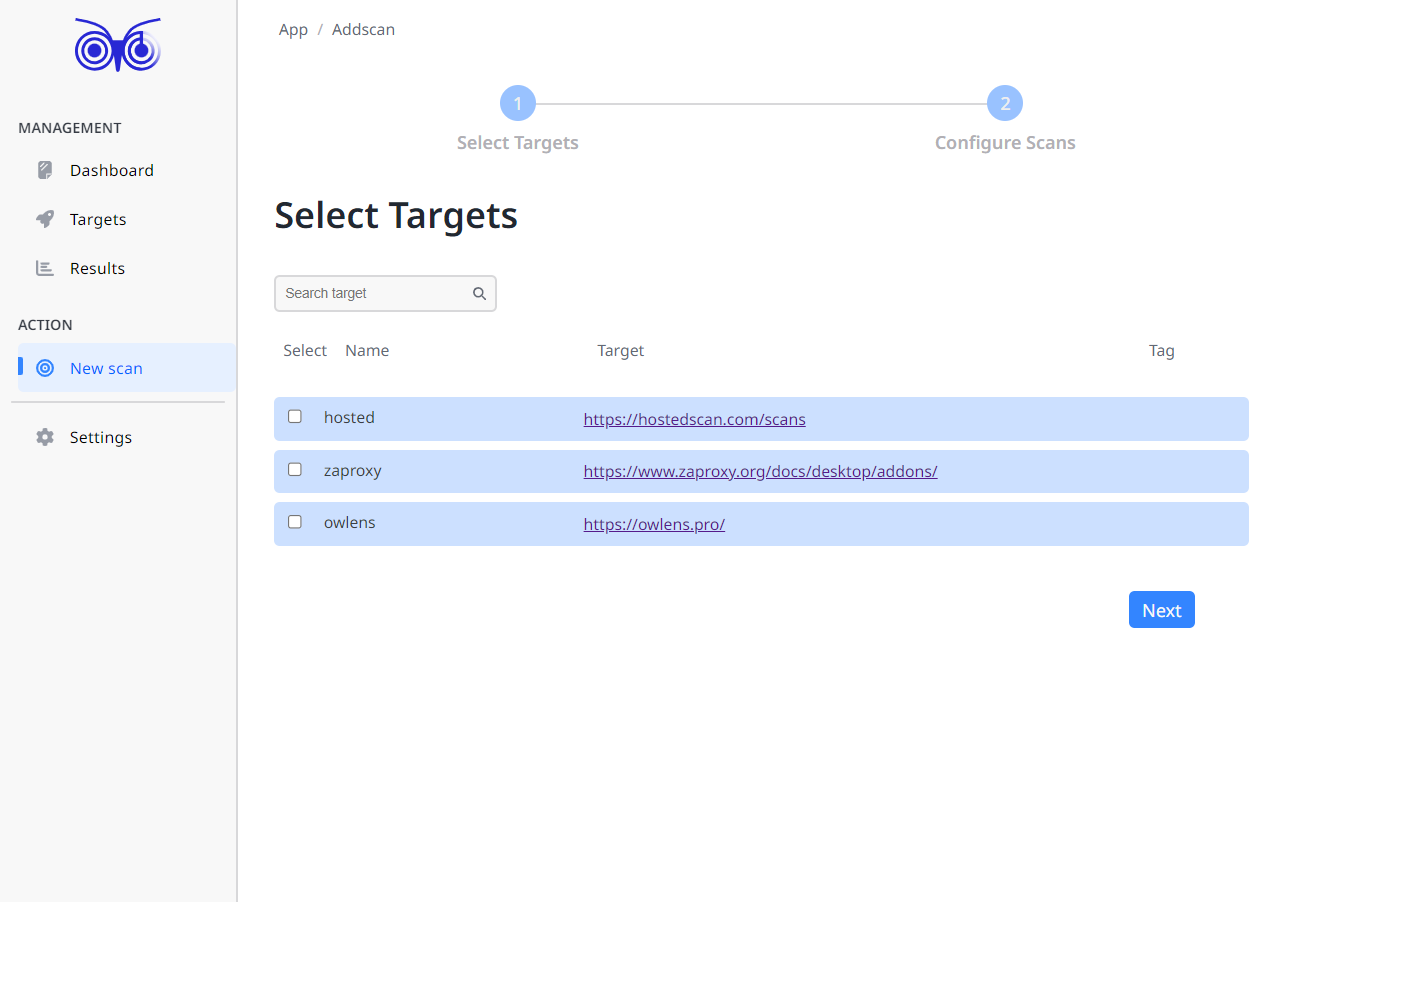 App / Addscan
1
2
Select Targets
Configure Scans
MANAGEMENT
Dashboard
Targets
Results
ACTION
New scan
Settings
Select Targets
Search target
Select Name Target Tag
hosted https://hostedscan.com/scans
zaproxy https://www.zaproxy.org/docs/desktop/addons/
owlens https://owlens.pro/
Next